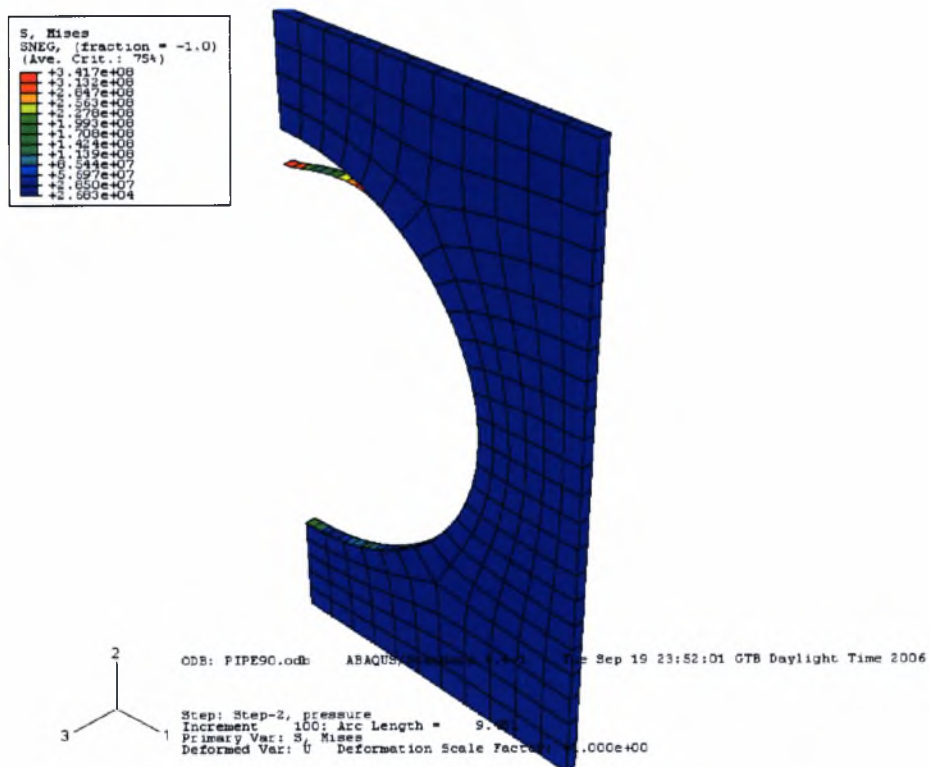 S, Mises
SNEG, (fraction = -1.0)
(Ave. Crit.: 75%)
+3.417e+08
+3.132e+08
+2.847e+08
+2.563e+08
+2.278e+08
+1.993e+08
+1.708e+08
+1.424e+08
+1.139e+08
+8.544e+07
+5.697e+07
+2.850e+07
+2.683e+04
2
3
1
ODB: PIPE90.odb ABAQUS/ Sep 19 23:52:01 GTB Daylight Time 2006
Step: Step-2, pressure
Increment 100: Arc Length =
Primary Var: S, Mises
Deformed Var: U Deformation Scale